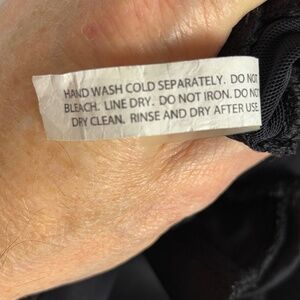 HAND WASH COLD SEPARATELY. DO NOT
BLEACH. LINE DRY. DO NOT IRON. DO NOT
DRY CLEAN. RINSE AND DRY AFTER USE.